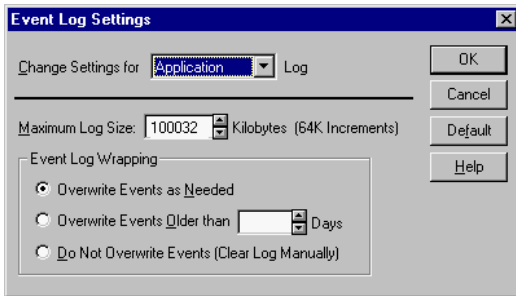 Event Log Settings
Change Settings for Application Log
OK
Cancel
Maximum Log Size: 100032 Kilobytes (64K Increments)
Default
Event Log Wrapping
Help
Overwrite Events as Needed
Overwrite Events Older than Days
Do Not Overwrite Events (Clear Log Manually)